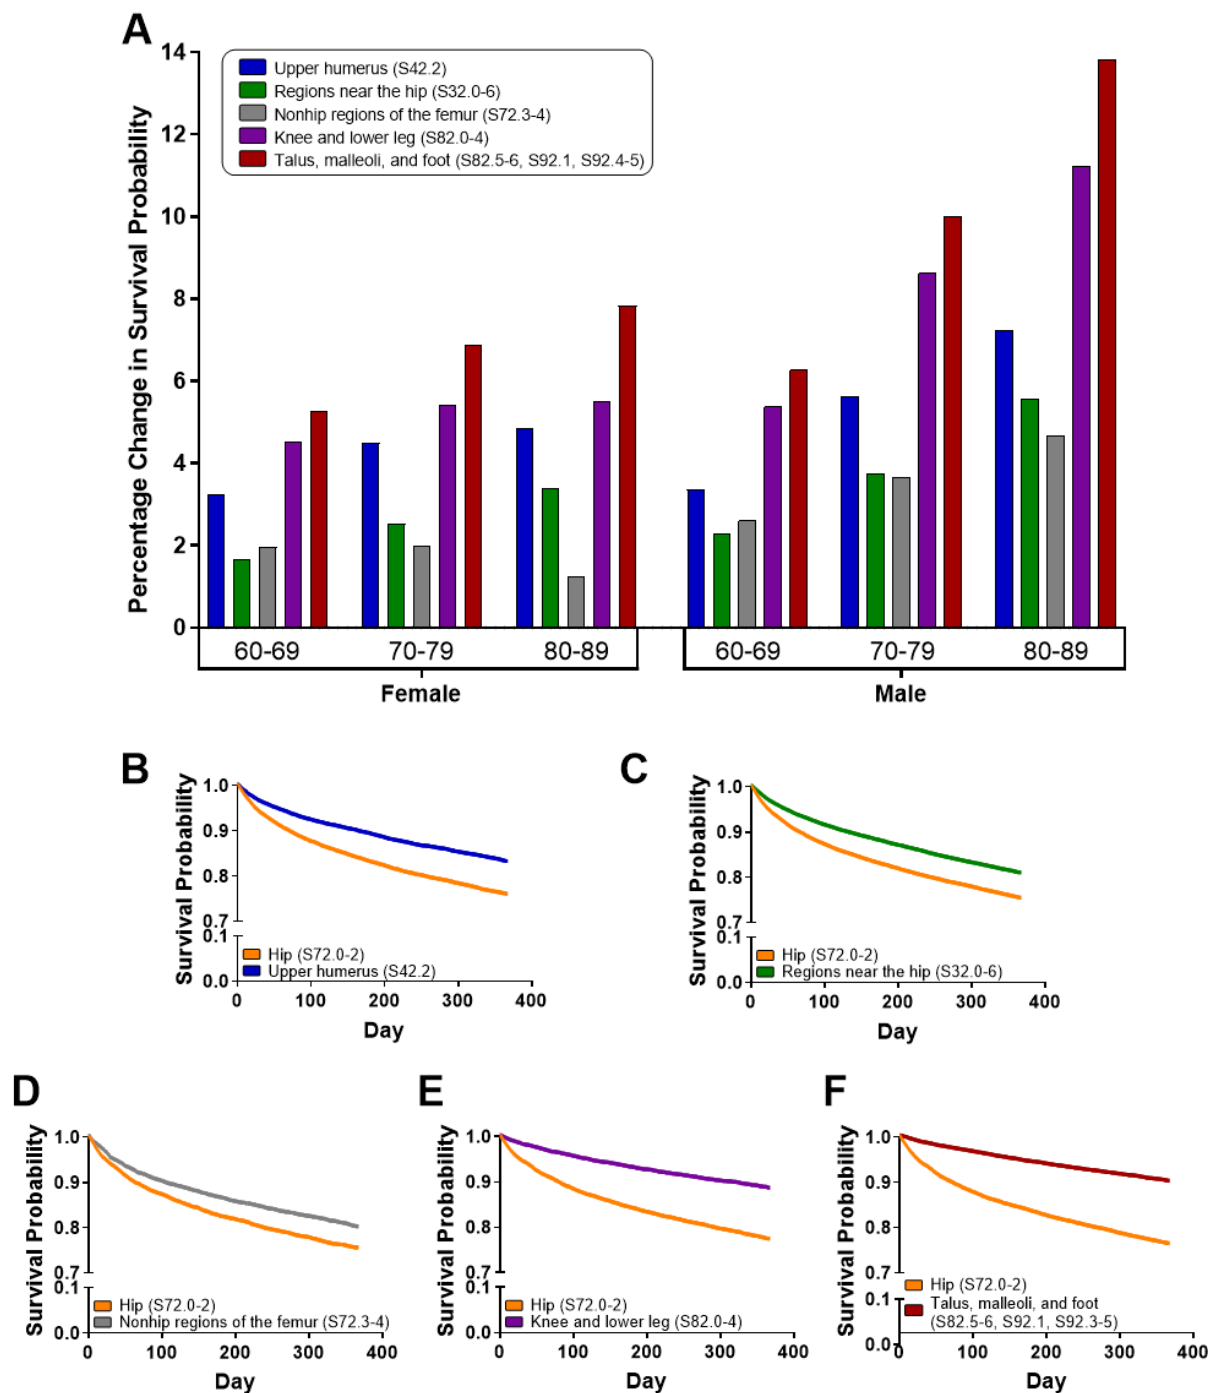 A
Percentage Change in Survival Probability
14
12
10
8
6
4
2
0
Upper humerus (S42.2)
Regions near the hip (S32.0-6)
Nonhip regions of the femur (S72.3-4)
Knee and lower leg (S82.0-4)
Talus, malleoli, and foot (S82.5-6, S92.1, S92.4-5)
60-69 70-79 80-89 60-69 70-79 80-89
Female Male
B
Survival Probability
1.0
0.9
0.8
0.7
0.1
0.0
Hip (S72.0-2)
Upper humerus (S42.2)
0 100 200 300 400
Day
C
Survival Probability
1.0
0.9
0.8
0.7
0.1
0.0
Hip (S72.0-2)
Regions near the hip (S32.0-6)
0 100 200 300 400
Day
D
Survival Probability
1.0
0.9
0.8
0.7
0.1
0.0
Hip (S72.0-2)
Nonhip regions of the femur (S72.3-4)
0 100 200 300 400
Day
E
Survival Probability
1.0
0.9
0.8
0.7
0.1
0.0
Hip (S72.0-2)
Knee and lower leg (S82.0-4)
0 100 200 300 400
Day
F
Survival Probability
1.0
0.9
0.8
0.7
0.1
0.0
Hip (S72.0-2)
Talus, malleoli, and foot
(S82.5-6, S92.1, S92.3-5)
0 100 200 300 400
Day